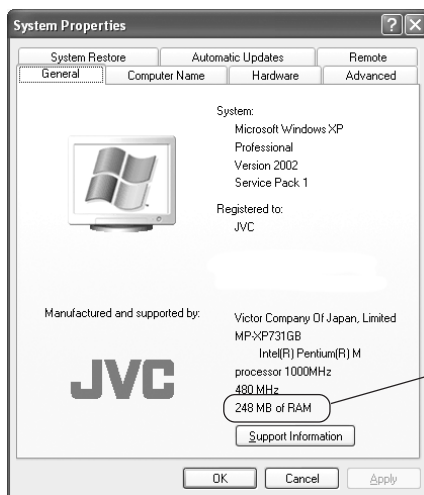 System Properties
System Restore Automatic Updates Remote
General Computer Name Hardware Advanced
System:
Microsoft Windows XP
Professional
Version 2002
Service Pack 1
Registered to:
JVC
Manufactured and supported by:
Victor Company Of Japan, Limited
MP-XP731GB
Intel(R) Pentium(R) M
processor 1000MHz
480 MHz
248 MB of RAM
JVC
Support Information
OK Cancel Apply